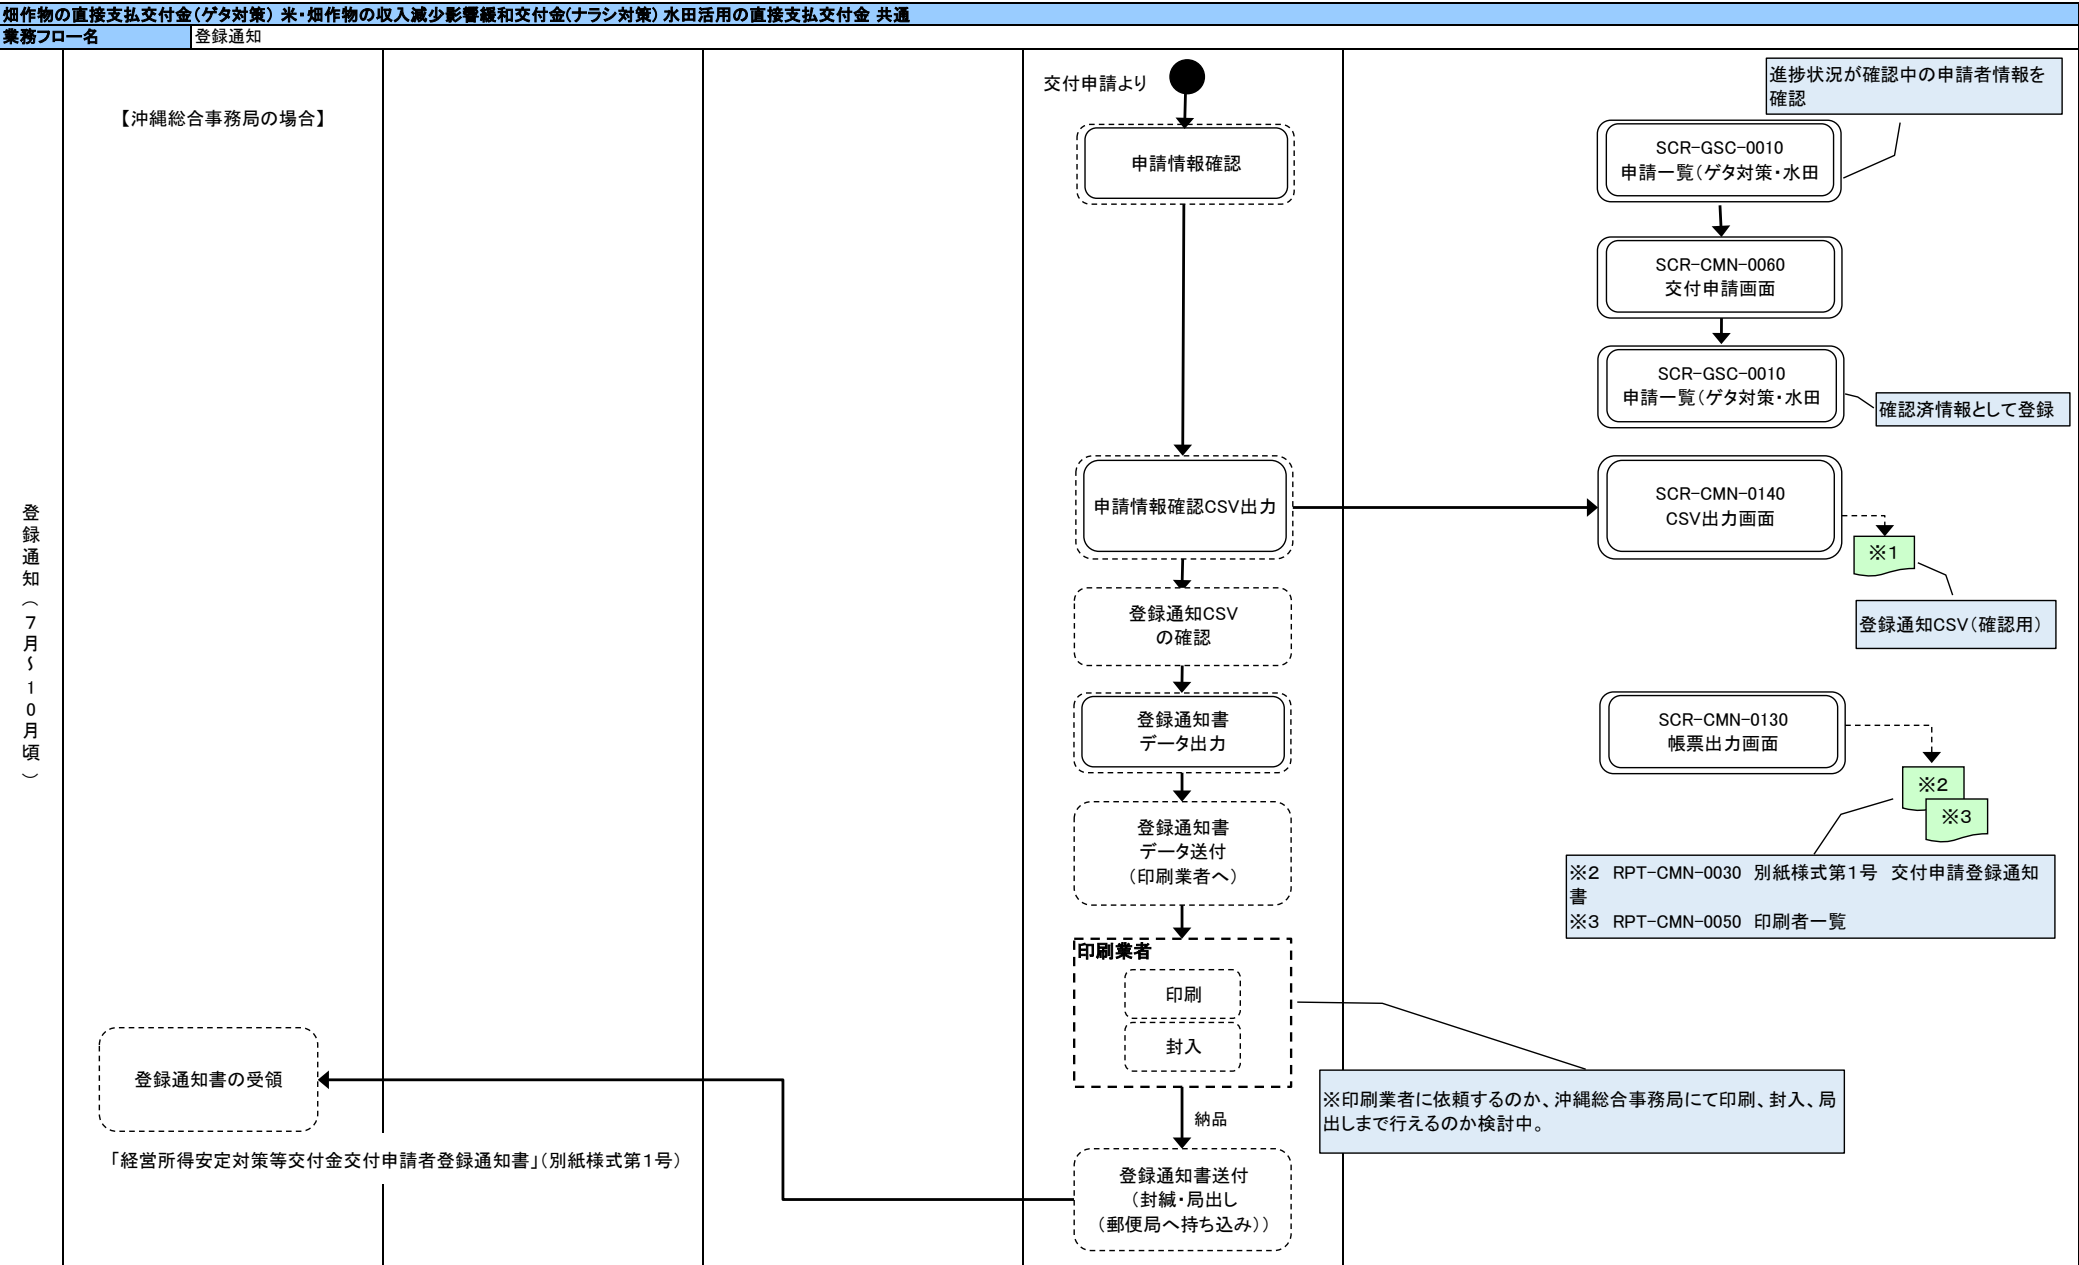 畑作物の直接支払交付金(ゲタ対策) 米・畑作物の収入減少影響緩和交付金(ナラシ対策) 水田活用の直接支払交付金 共通
業務フロー名
登録通知
登録通知(7月~10月頃)
【沖縄総合事務局の場合】
交付申請より
申請情報確認
進捗状況が確認中の申請者情報を
確認
SCR-GSC-0010
申請一覧(ゲタ対策・水田
SCR-CMN-0060
交付申請画面
SCR-GSC-0010
申請一覧(ゲタ対策・水田
確認済情報として登録
申請情報確認CSV出力
SCR-CMN-0140
CSV出力画面
※1
登録通知CSV(確認用)
登録通知CSV
の確認
登録通知書
データ出力
SCR-CMN-0130
帳票出力画面
※2
※3
※2 RPT-CMN-0030 別紙様式第1号 交付申請登録通知
書
※3 RPT-CMN-0050 印刷者一覧
登録通知書
データ送付
(印刷業者へ)
印刷業者
印刷
封入
※印刷業者に依頼するのか、沖縄総合事務局にて印刷、封入、局
出しまで行えるのか検討中。
納品
登録通知書送付
(封緘・局出し
(郵便局へ持ち込み))
登録通知書の受領
「経営所得安定対策等交付金交付申請者登録通知書」(別紙様式第1号)